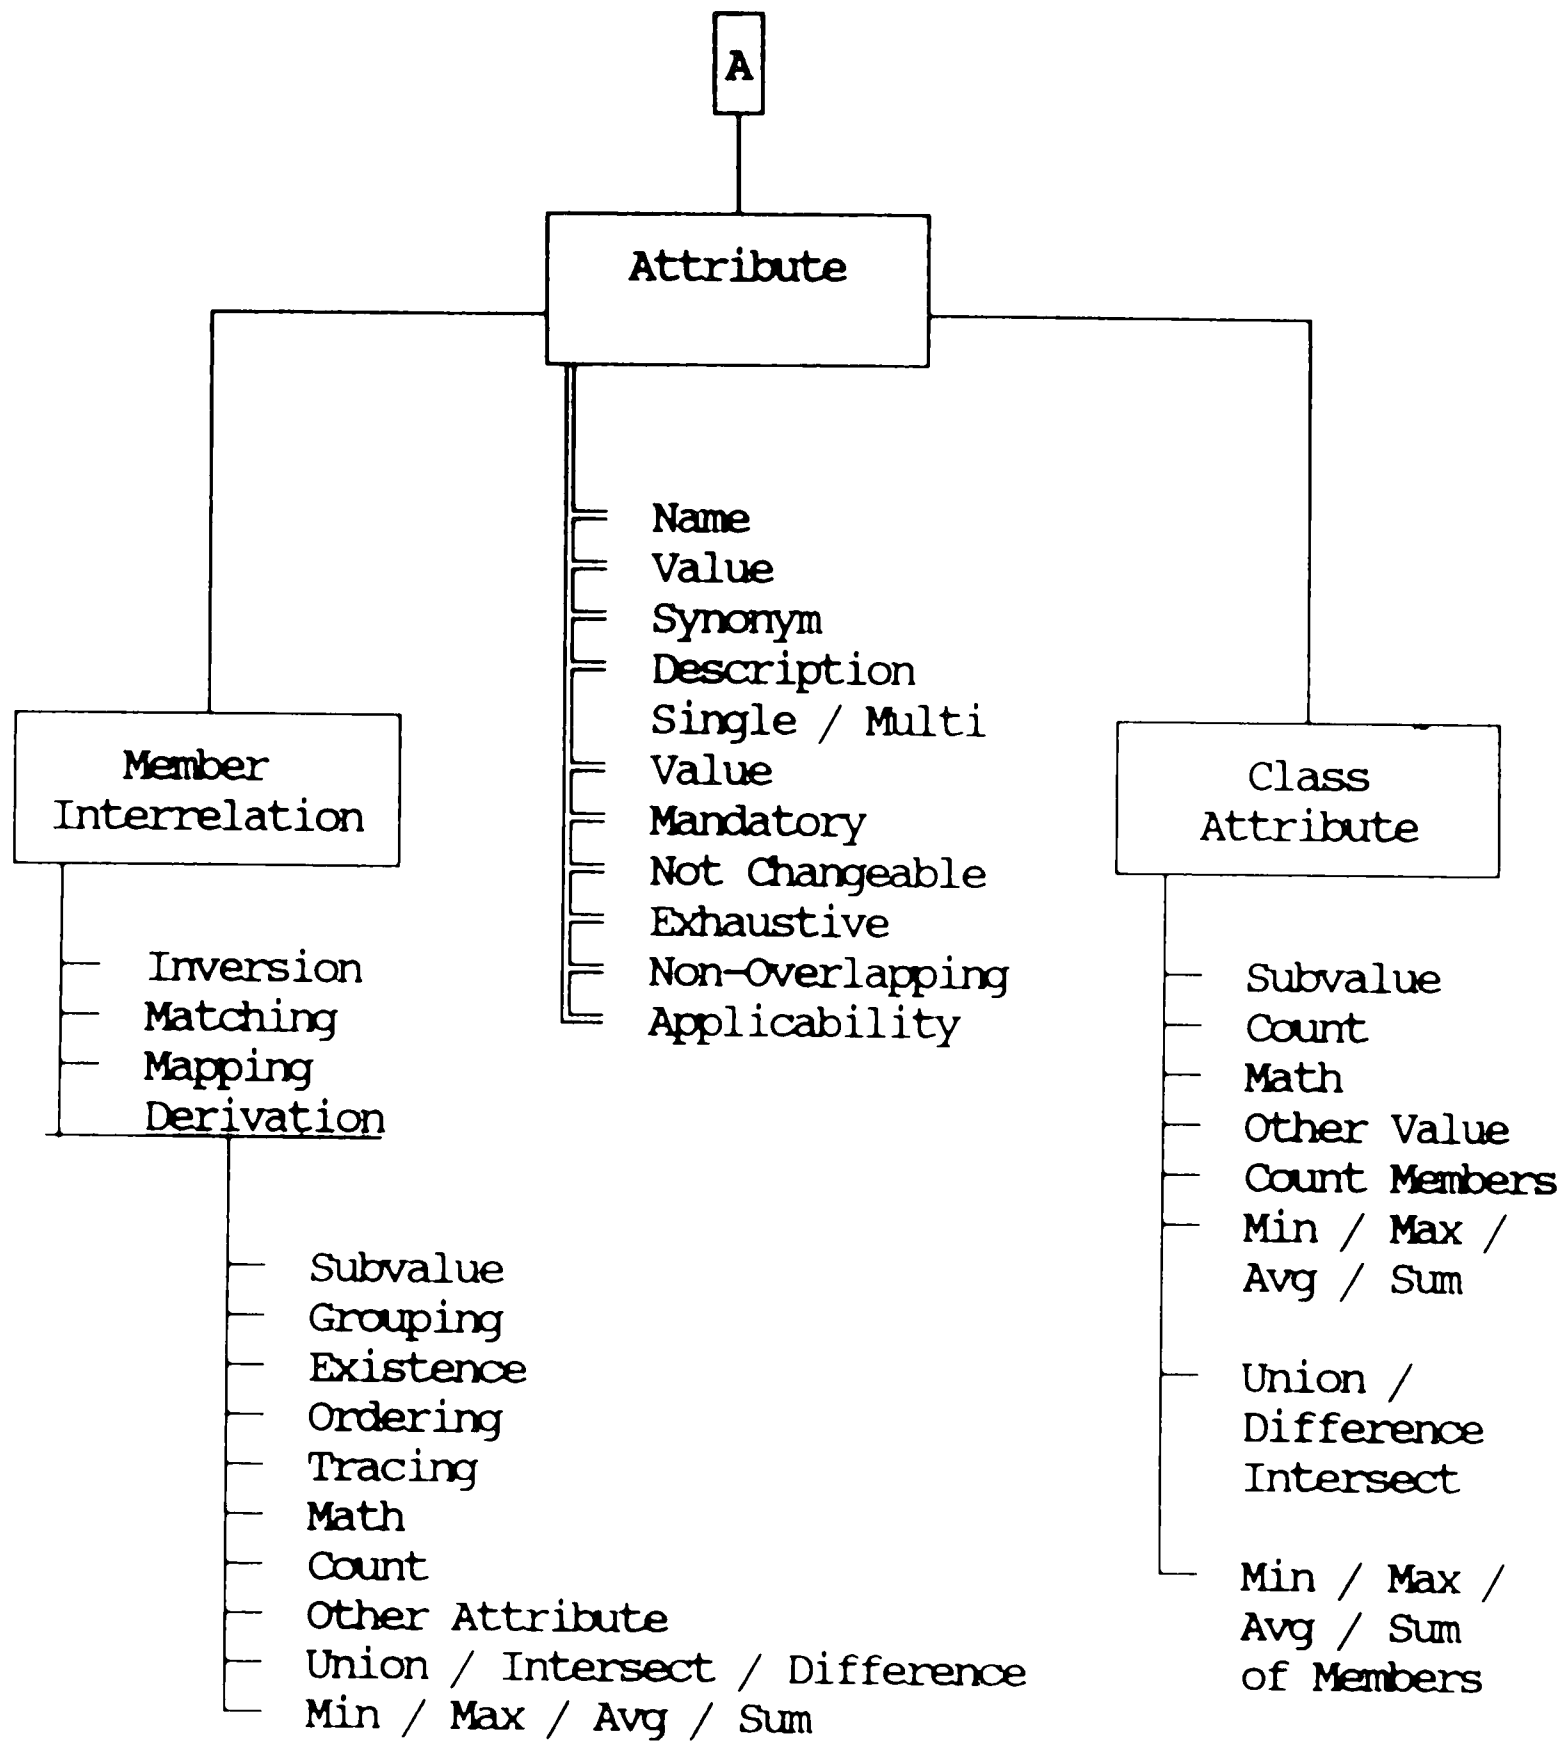 A
Attribute
Name
Value
Synonym
Description
Single / Multi
Value
Mandatory
Not Changeable
Exhaustive
Non-Overlapping
Applicability
Member
Interrelation
Inversion
Matching
Mapping
Derivation
Subvalue
Grouping
Existence
Ordering
Tracing
Math
Count
Other Attribute
Union / Intersect / Difference
Min / Max / Avg / Sum
Class
Attribute
Subvalue
Count
Math
Other Value
Count Members
Min / Max /
Avg / Sum
Union /
Difference
Intersect
Min / Max /
Avg / Sum
of Members